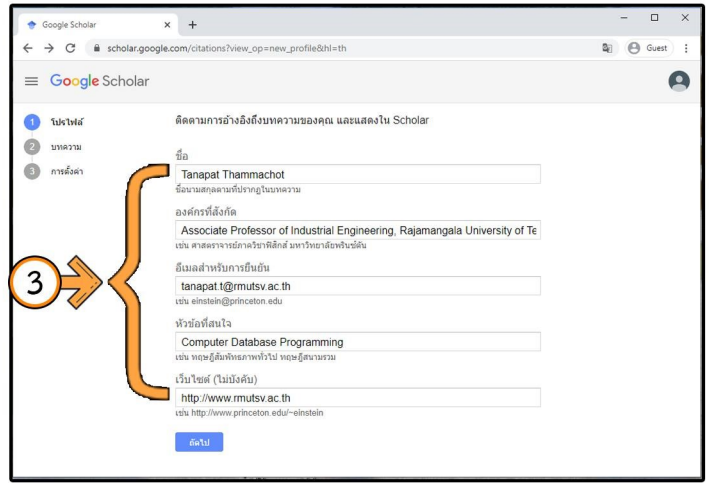 Google Scholar
scholar.google.com/citations?view_op=new_profile&hl=th
Guest
Google Scholar
1 โปรไฟล์
2 บทความ
3 การตั้งค่า
ติดตามการอ้างอิงถึงบทความของคุณ และแสดงใน Scholar
ชื่อ
Tanapat Thammachot
ชื่อนามสกุลตามที่ปรากฏในบทความ
องค์กรที่สังกัด
Associate Professor of Industrial Engineering, Rajamangala University of Te
เช่น ศาสตราจารย์ภาควิชาฟิสิกส์ มหาวิทยาลัยพรินซ์ตัน
อีเมลสำหรับการยืนยัน
tanapat.t@rmutsv.ac.th
เช่น einstein@princeton.edu
หัวข้อที่สนใจ
Computer Database Programming
เช่น ทฤษฎีสัมพัทธภาพทั่วไป ทฤษฎีสนามรวม
เว็บไซต์ (ไม่บังคับ)
http://www.rmutsv.ac.th
เช่น http://www.princeton.edu/~einstein
ถัดไป
3